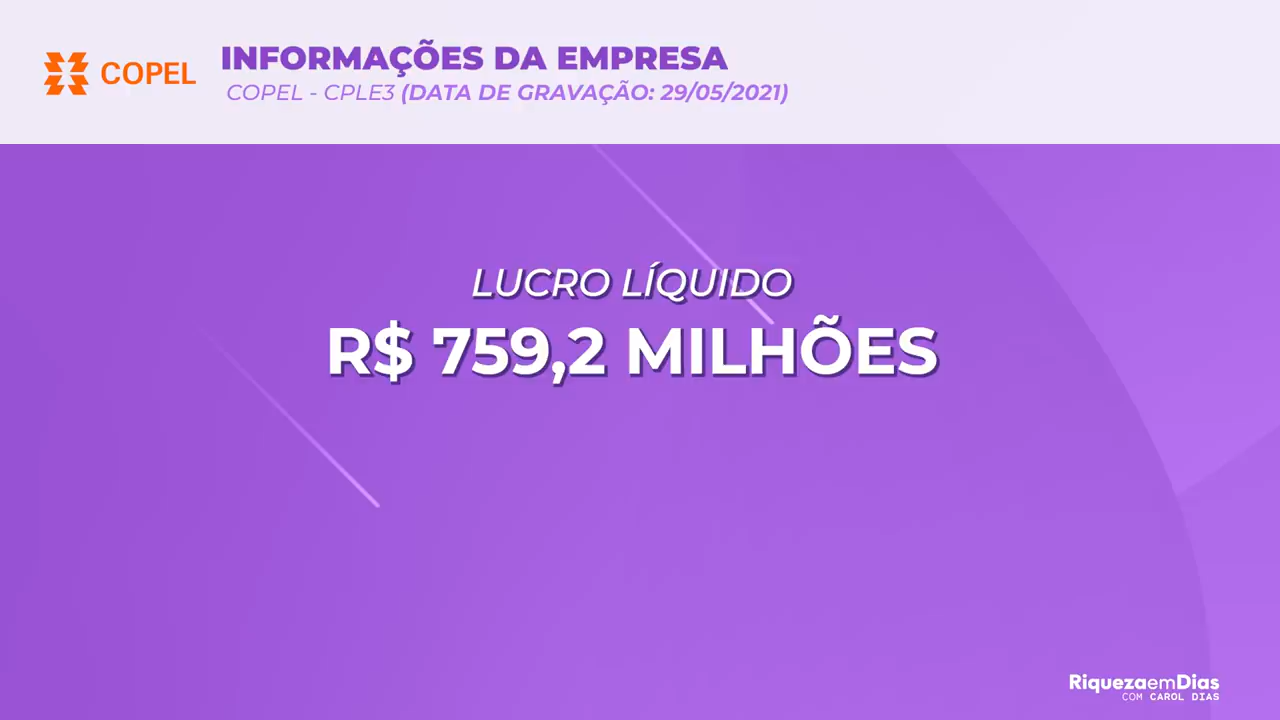 COPEL
INFORMAÇÕES DA EMPRESA
COPEL - CPLE3 (DATA DE GRAVAÇÃO: 29/05/2021)
LUCRO LÍQUIDO
R$ 759,2 MILHÕES
RiquezaemDias
COM CAROL DIAS